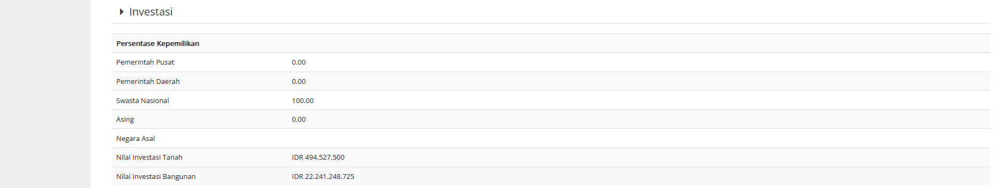 Investasi
Persentase Kepemilikan
Pemerintah Pusat 0.00
Pemerintah Daerah 0.00
Swasta Nasional 100.00
Asing 0.00
Negara Asal
Nilai Investasi Tanah IDR 494.527.500
Nilai Investasi Bangunan IDR 22.241.248.725